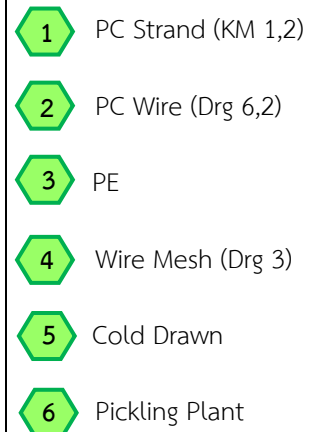 1 PC Strand (KM 1,2)
2 PC Wire (Drg 6,2)
3 PE
4 Wire Mesh (Drg 3)
5 Cold Drawn
6 Pickling Plant